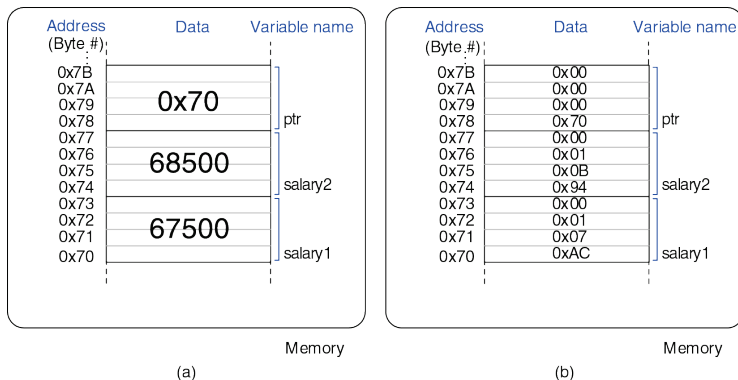 Address Data Variable name
(Byte #)
⋮
0x7B
0x7A
0x79 0x70
0x78 ptr
0x77
0x76 68500
0x75
0x74 salary2
0x73
0x72 67500
0x71
0x70 salary1
Memory
(a)
Address Data Variable name
(Byte #)
⋮
0x7B 0x00
0x7A 0x00
0x79 0x00
0x78 0x70 ptr
0x77 0x00
0x76 0x01
0x75 0x0B
0x74 0x94 salary2
0x73 0x00
0x72 0x01
0x71 0x07
0x70 0xAC salary1
Memory
(b)